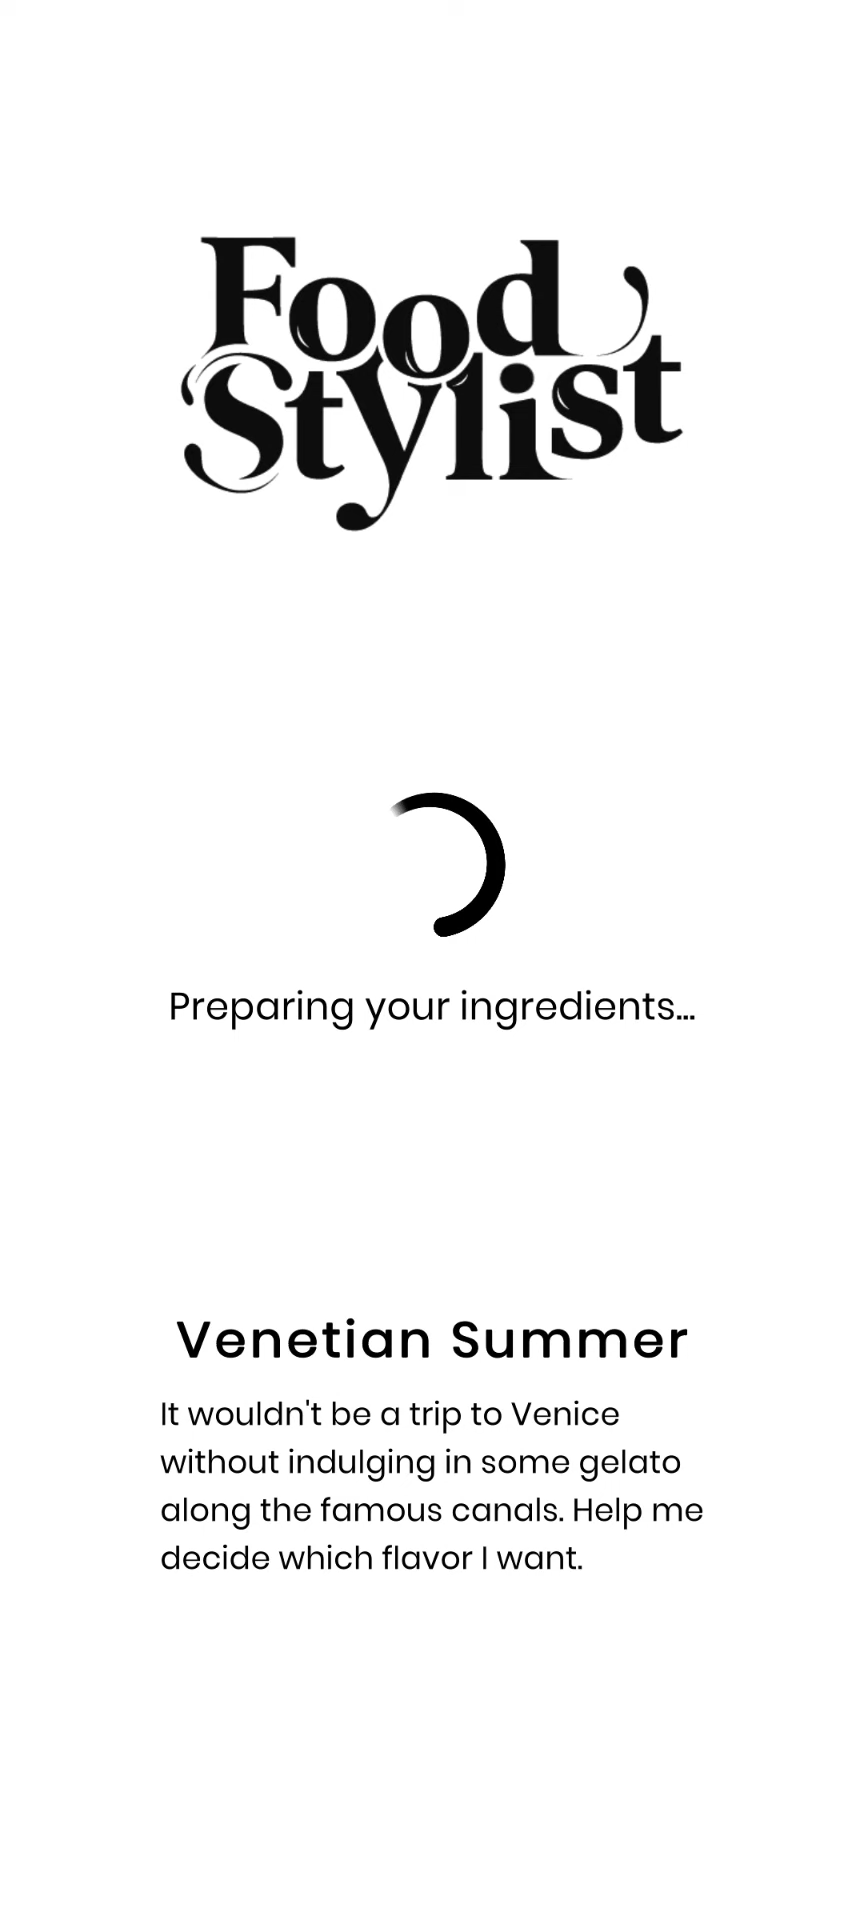 Food
Stylist
Preparing your ingredients...
Venetian Summer
It wouldn't be a trip to Venice
without indulging in some gelato
along the famous canals. Help me
decide which flavor I want.